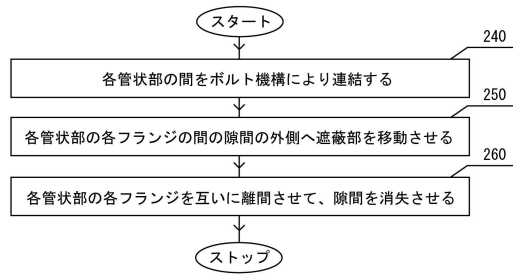 スタート
240
各管状部の間をボルト機構により連結する
250
各管状部の各フランジの間の隙間の外側へ遮蔽部を移動させる
260
各管状部の各フランジを互いに離間させて、隙間を消失させる
ストップ